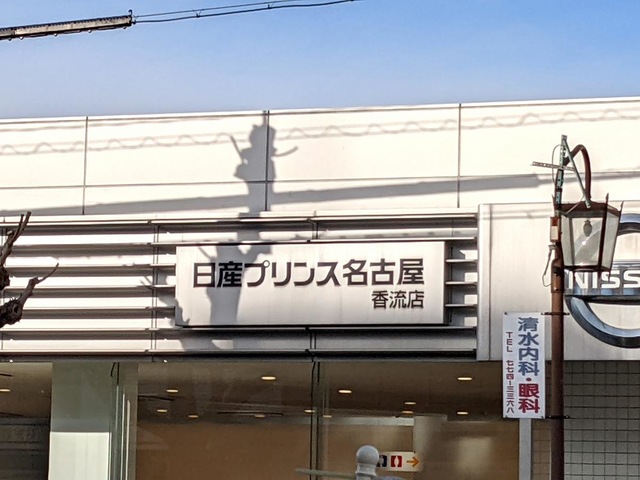 日産プリンス名古屋
香流店
NISS
清水内科・眼科
TEL 七七四-三三六八